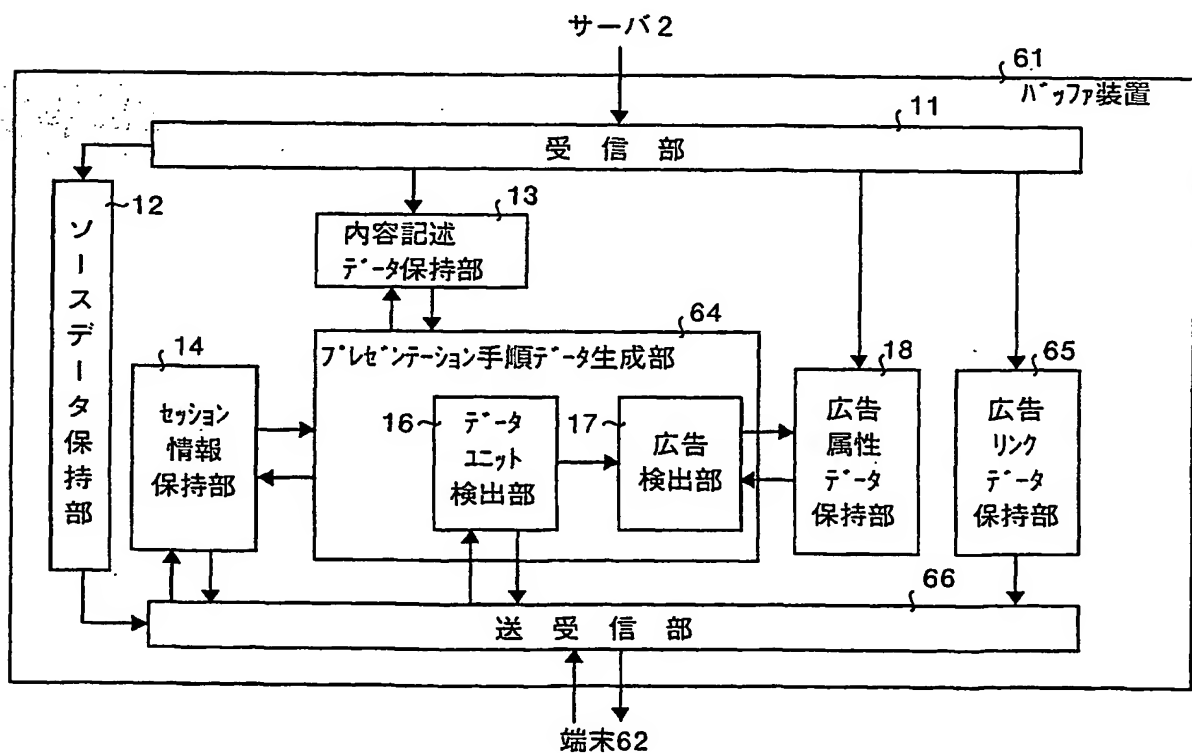 サーバ2
61
バッファ装置
11
受信部
12
ソースデータ保持部
13
内容記述
データ保持部
64
プレゼンテーション手順データ生成部
14
セッション
情報
保持部
16
データ
ユニット
検出部
17
広告
検出部
18
広告
属性
データ
保持部
65
広告
リンク
データ
保持部
66
送受信部
端末62